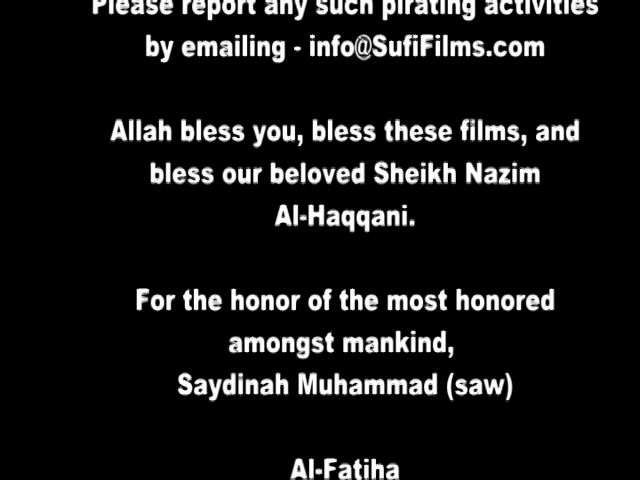 Please report any such pirating activities
by emailing - info@SufiFilms.com
Allah bless you, bless these films, and
bless our beloved Sheikh Nazim
Al-Haqqani.
For the honor of the most honored
amongst mankind,
Saydinah Muhammad (saw)
Al-Fatiha